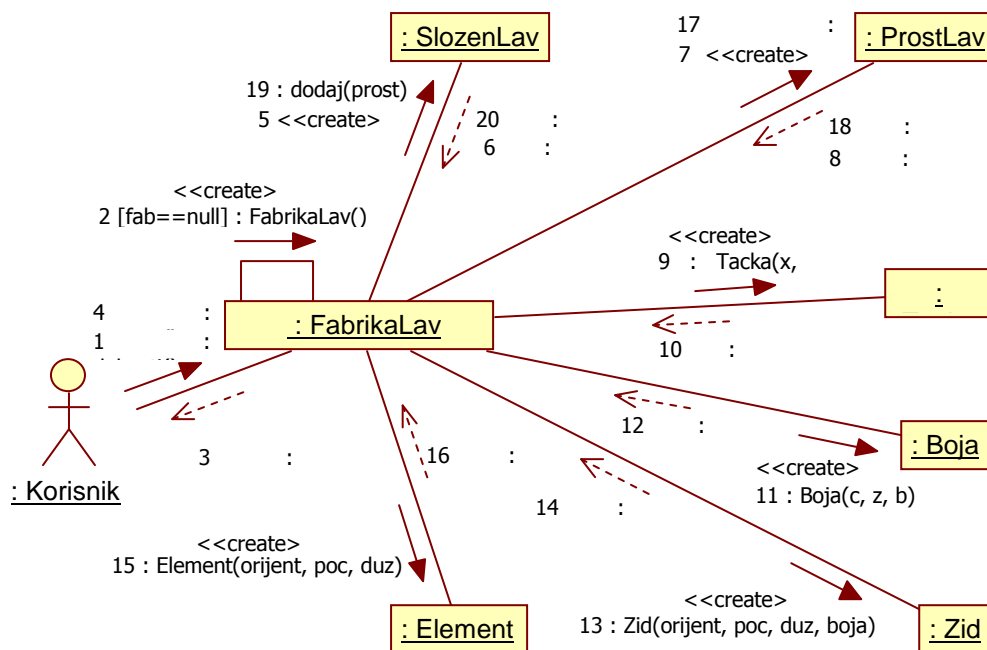 : SlozenLav
17 :
7 <<create>
: ProstLav
19 : dodaj(prost)
5 <<create>
20 :
6 :
18 :
8 :
<<create>
2 [fab==null] : FabrikaLav()
<<create>
9 : Tacka(x,
:
4 :
1 :
: FabrikaLav
10 :
12 :
: Boja
<<create>
11 : Boja(c, z, b)
3 :
16 :
: Korisnik
14 :
<<create>
15 : Element(orijent, poc, duz)
<<create>
13 : Zid(orijent, poc, duz, boja)
: Element
: Zid